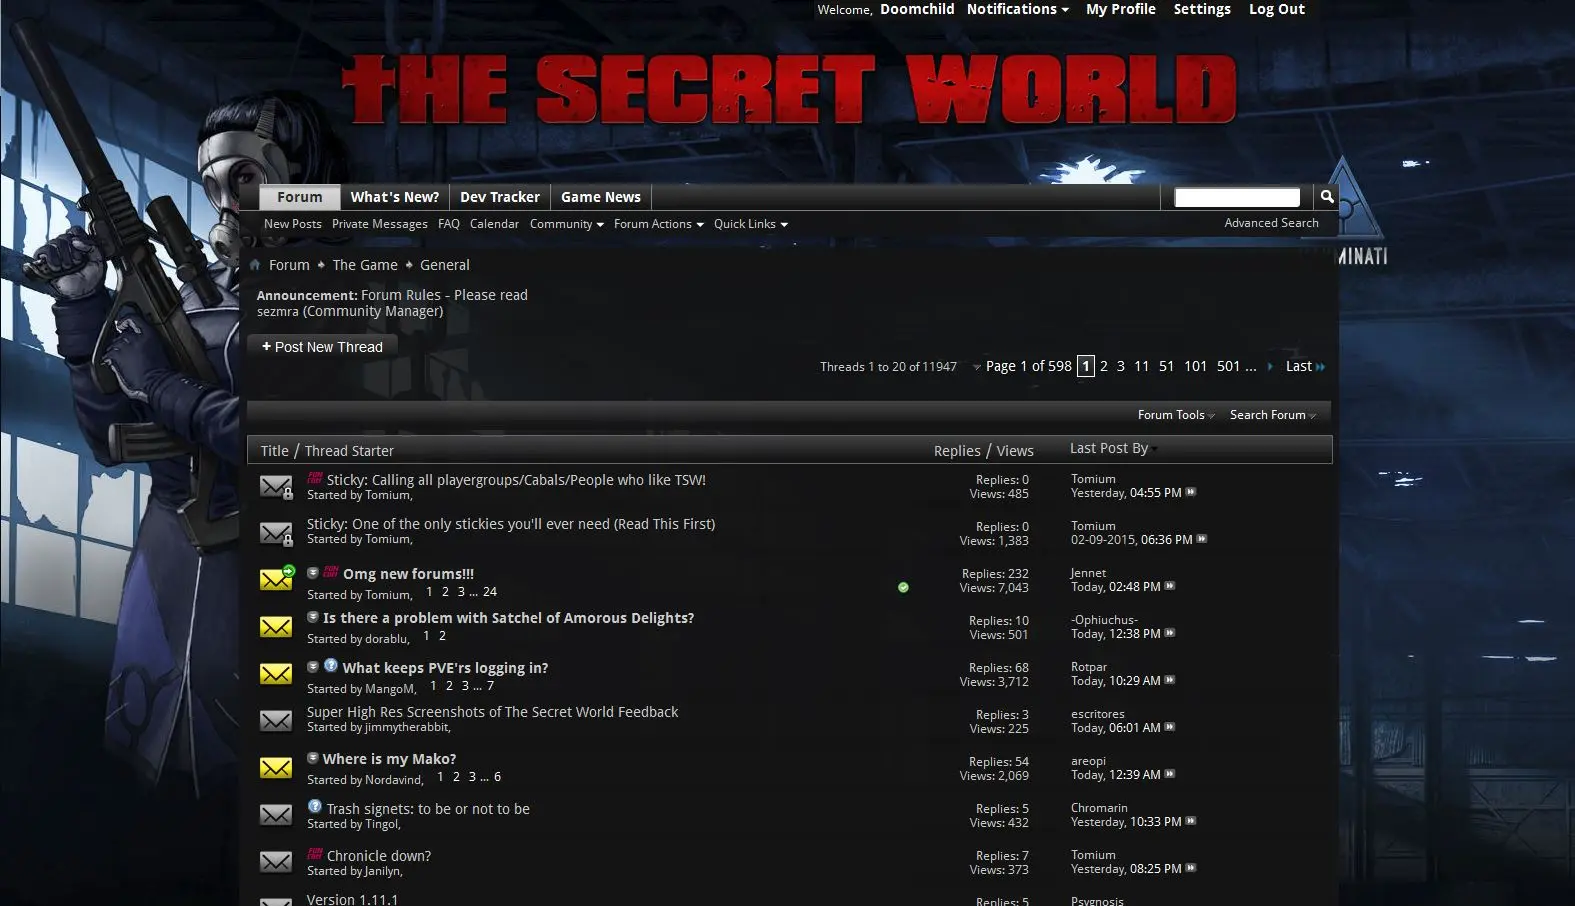 Welcome, Doomchild Notifications My Profile Settings Log Out
THE SECRET WORLD
Forum What's New? Dev Tracker Game News
New Posts Private Messages FAQ Calendar Community Forum Actions Quick Links Advanced Search
MINATI
Forum The Game General
Announcement: Forum Rules - Please read
sezmra (Community Manager)
+ Post New Thread
Threads 1 to 20 of 11947 Page 1 of 598 1 2 3 11 51 101 501 ... Last
Forum Tools Search Forum
Title / Thread Starter Replies / Views Last Post By
Sticky: Calling all playergroups/Cabals/People who like TSW! Replies: 0 Tomium
Started by Tomium, Views: 485 Yesterday, 04:55 PM
Sticky: One of the only stickies you'll ever need (Read This First) Replies: 0 Tomium
Started by Tomium, Views: 1,383 02-09-2015, 06:36 PM
Omg new forums!!! Replies: 232 Jennet
Started by Tomium, 1 2 3 ... 24 Views: 7,043 Today, 02:48 PM
Is there a problem with Satchel of Amorous Delights? Replies: 10 -Ophiuchus-
Started by dorablu, 1 2 Views: 501 Today, 12:38 PM
What keeps PVE'rs logging in? Replies: 68 Rotpar
Started by MangoM, 1 2 3 ... 7 Views: 3,712 Today, 10:29 AM
Super High Res Screenshots of The Secret World Feedback Replies: 3 escritores
Started by jimmytherabbit, Views: 225 Today, 06:01 AM
Where is my Mako? Replies: 54 areopi
Started by Nordavind, 1 2 3 ... 6 Views: 2,069 Today, 12:39 AM
Trash signets: to be or not to be Replies: 5 Chromarin
Started by Tingol, Views: 432 Yesterday, 10:33 PM
Chronicle down? Replies: 7 Tomium
Started by Janilyn, Views: 373 Yesterday, 08:25 PM
Version 1.11.1 Replies: 5 Psygnosis